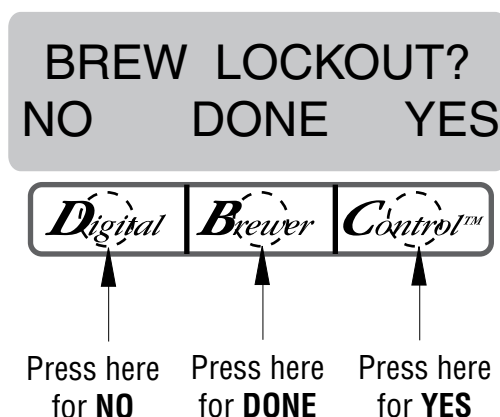 BREW LOCKOUT?
NO DONE YES
Digital Brewer Control™
Press here Press here Press here
for NO for DONE for YES